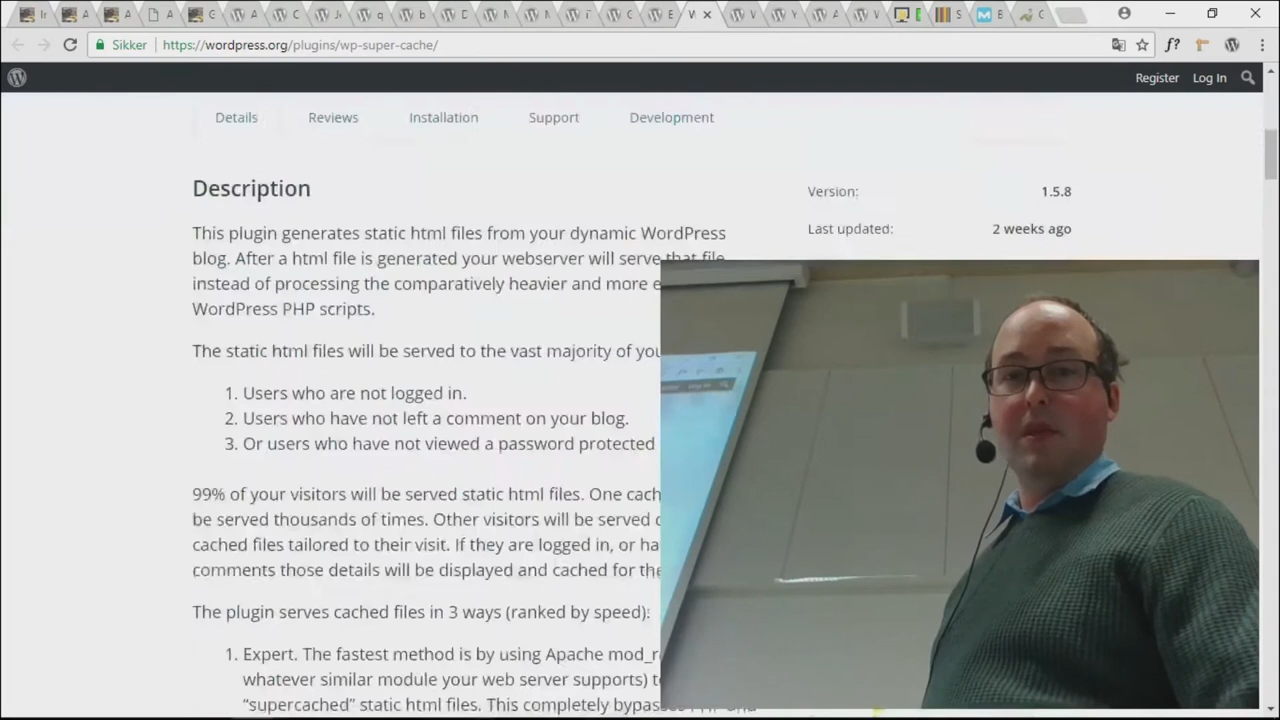 Sikker
https://wordpress.org/plugins/wp-super-cache/
f?
Register Log In
Details Reviews Installation Support Development
Description
Version: 1.5.8
This plugin generates static html files from your dynamic WordPress
Last updated: 2 weeks ago
blog. After a html file is generated your webserver will serve that file
instead of processing the comparatively heavier and more e
WordPress PHP scripts.
The static html files will be served to the vast majority of you
1. Users who are not logged in.
2. Users who have not left a comment on your blog.
3. Or users who have not viewed a password protected
99% of your visitors will be served static html files. One cach
be served thousands of times. Other visitors will be served
cached files tailored to their visit. If they are logged in, or ha
comments those details will be displayed and cached for the
The plugin serves cached files in 3 ways (ranked by speed):
1. Expert. The fastest method is by using Apache mod_r
whatever similar module your web server supports) t
“supercached” static html files. This completely bypass